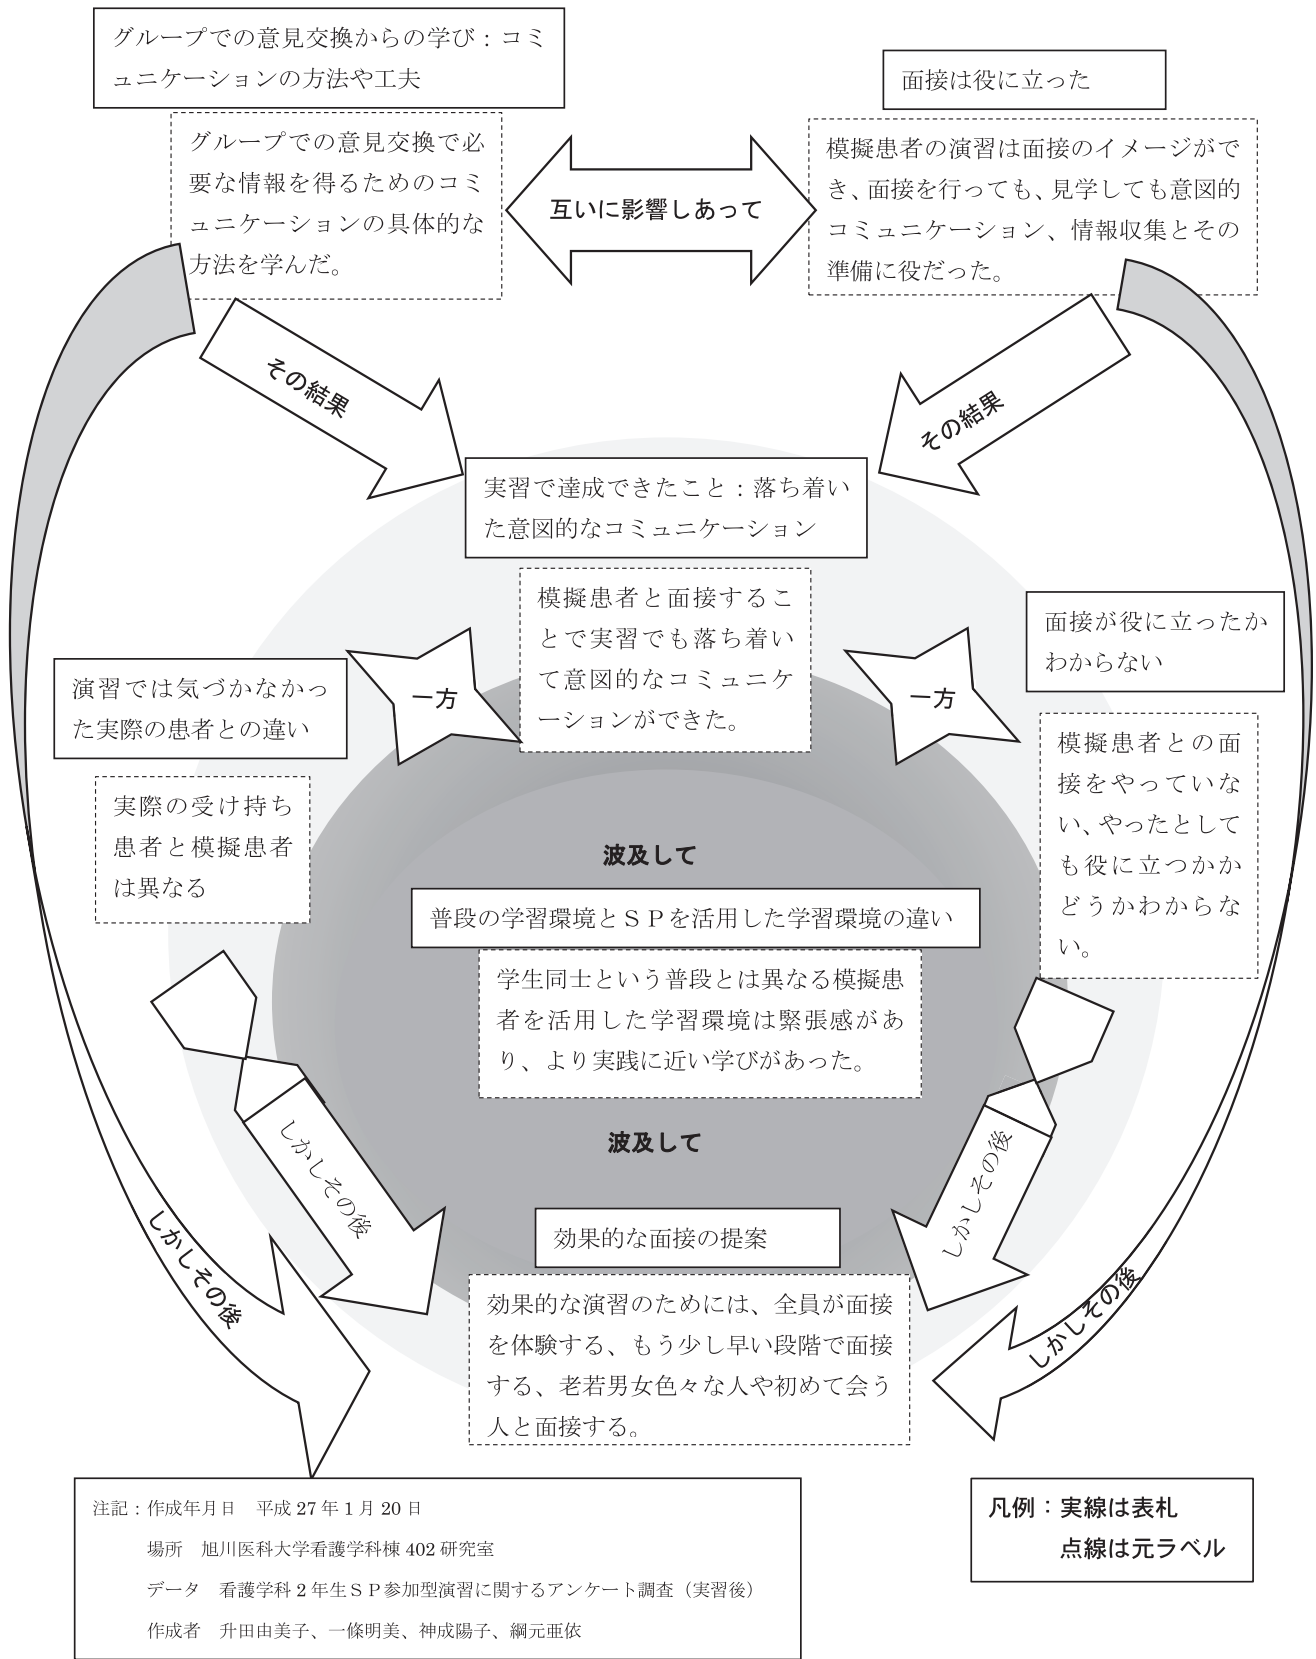 グループでの意見交換からの学び：コミ
ュニケーションの方法や工夫
グループでの意見交換で必
要な情報を得るためのコミ
ュニケーションの具体的な
方法を学んだ。
互いに影響しあって
面接は役に立った
模擬患者の演習は面接のイメージがで
き、面接を行っても、見学しても意図的
コミュニケーション、情報収集とその
準備に役だった。
その結果
その結果
実習で達成できたこと：落ち着い
た意図的なコミュニケーション
模擬患者と面接するこ
とで実習でも落ち着い
て意図的なコミュニケ
ーションができた。
一方
一方
演習では気づかなかっ
た実際の患者との違い
実際の受け持ち
患者と模擬患者
は異なる
面接が役に立ったか
わからない
模擬患者との面
接をやっていな
い、やったとして
も役に立つかか
どうかわからな
い。
波及して
普段の学習環境とＳＰを活用した学習環境の違い
学生同士という普段とは異なる模擬患
者を活用した学習環境は緊張感があ
り、より実践に近い学びがあった。
波及して
しかしその後
しかしその後
しかしその後
しかしその後
効果的な面接の提案
効果的な演習のためには、全員が面接
を体験する、もう少し早い段階で面接
する、老若男女色々な人や初めて会う
人と面接する。
注記：作成年月日　平成 27 年 1 月 20 日
場所　旭川医科大学看護学科棟 402 研究室
データ　看護学科 2 年生ＳＰ参加型演習に関するアンケート調査（実習後）
作成者　升田由美子、一條明美、神成陽子、綱元亜依
凡例：実線は表札
点線は元ラベル